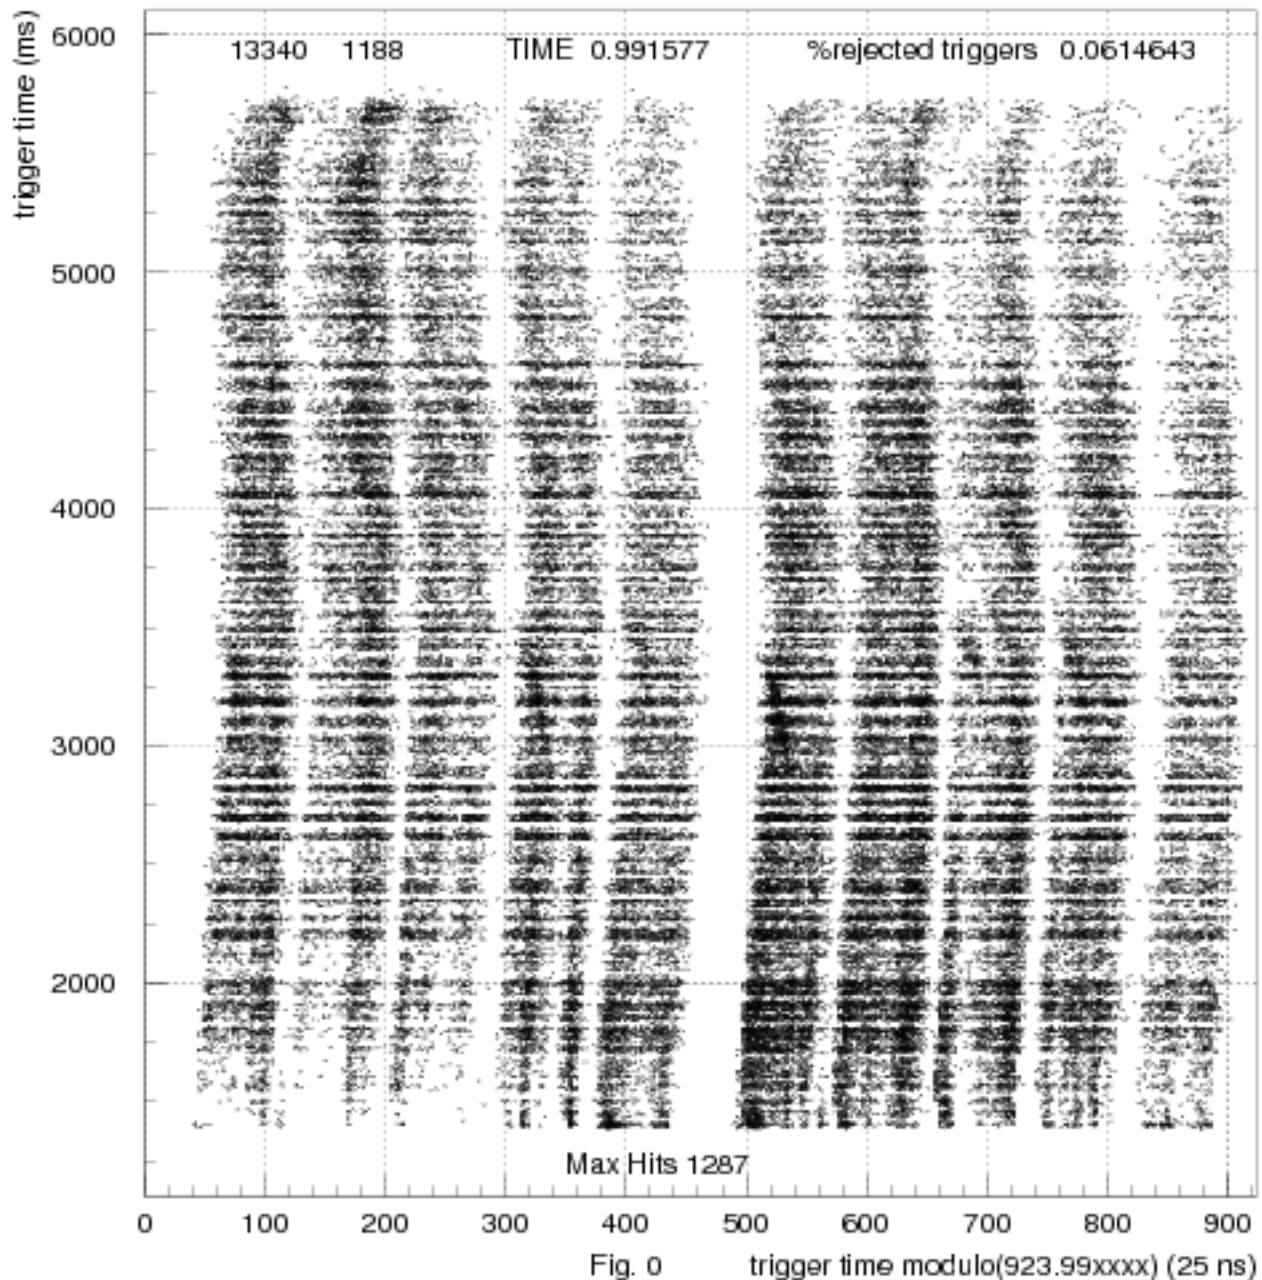 trigger time (ms)
6000
13340 1188 TIME 0.991577 %rejected triggers 0.0614643
5000
4000
3000
2000
Max Hits 1287
0 100 200 300 400 500 600 700 800 900
Fig. 0 trigger time modulo(923.99xxxx) (25 ns)